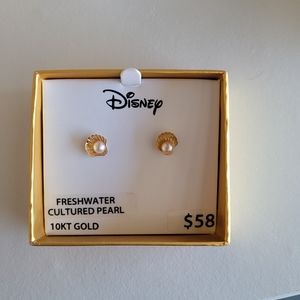 Disney
FRESHWATER
CULTURED PEARL
10KT GOLD
$58